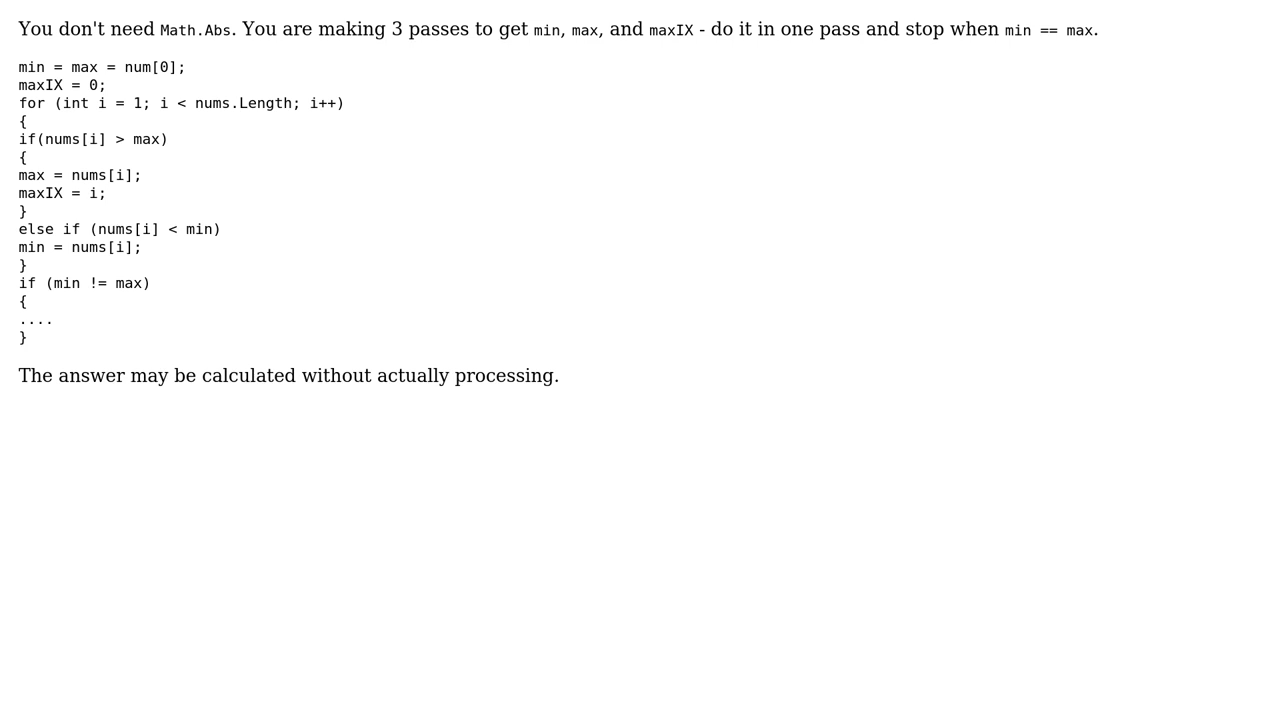 You don't need Math.Abs. You are making 3 passes to get min, max, and maxIX - do it in one pass and stop when min == max.
min = max = num[0];
maxIX = 0;
for (int i = 1; i < nums.Length; i++)
{
if(nums[i] > max)
{
max = nums[i];
maxIX = i;
}
else if (nums[i] < min)
min = nums[i];
}
if (min != max)
{
....
}
The answer may be calculated without actually processing.